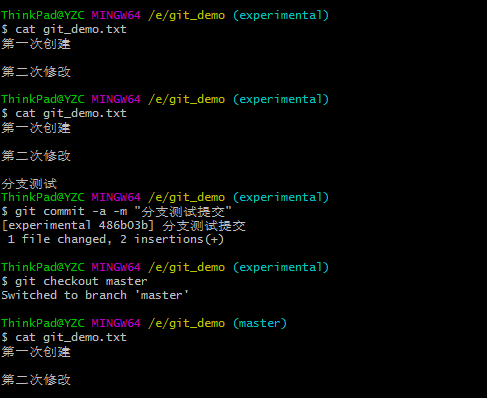 ThinkPad@YZC MINGW64 /e/git_demo (experimental)
$ cat git_demo.txt
第一次创建
第二次修改
ThinkPad@YZC MINGW64 /e/git_demo (experimental)
$ cat git_demo.txt
第一次创建
第二次修改
分支测试
ThinkPad@YZC MINGW64 /e/git_demo (experimental)
$ git commit -a -m "分支测试提交"
[experimental 486b03b] 分支测试提交
1 file changed, 2 insertions(+)
ThinkPad@YZC MINGW64 /e/git_demo (experimental)
$ git checkout master
Switched to branch 'master'
ThinkPad@YZC MINGW64 /e/git_demo (master)
$ cat git_demo.txt
第一次创建
第二次修改